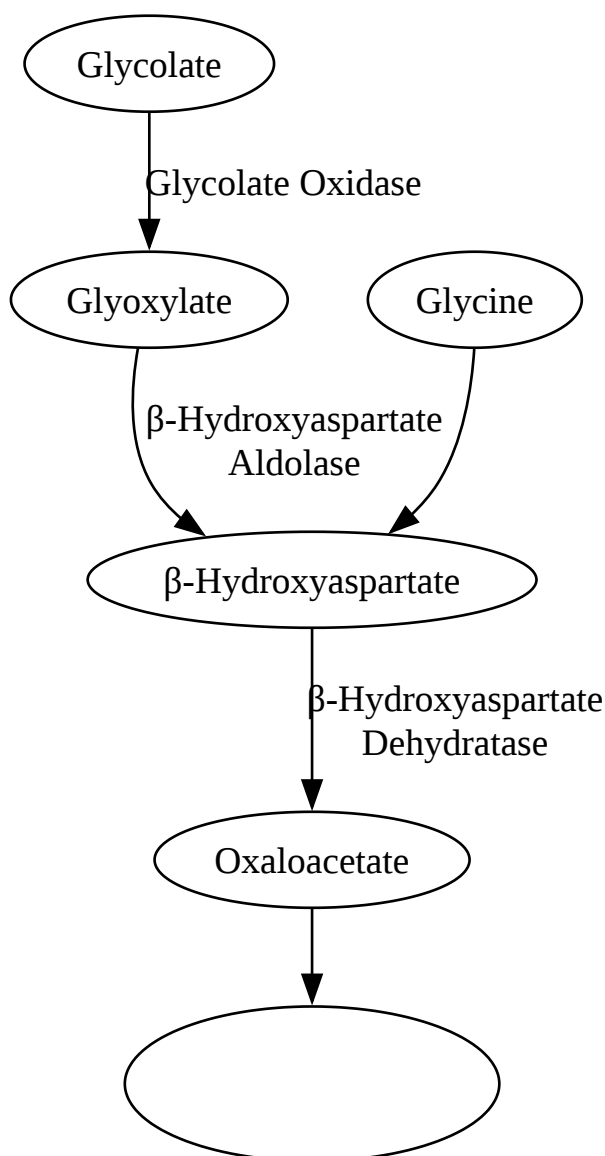 Glycolate
Glycolate Oxidase
Glyoxylate
Glycine
β-Hydroxyaspartate
Aldolase
β-Hydroxyaspartate
β-Hydroxyaspartate
Dehydratase
Oxaloacetate